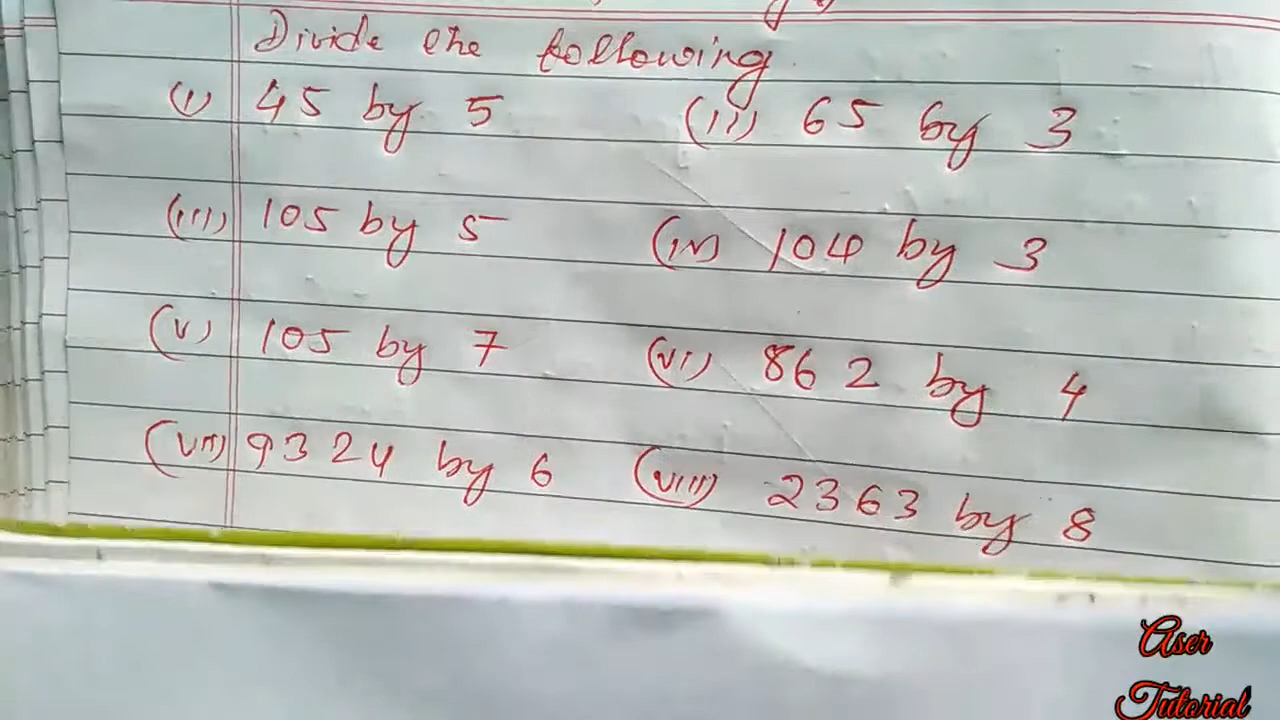 Divide the following
(i) 45 by 5 (ii) 65 by 3
(iii) 105 by 5 (iv) 104 by 3
(v) 105 by 7 (vi) 862 by 4
(vii) 9324 by 6 (viii) 2363 by 8
Aser
Tutorial